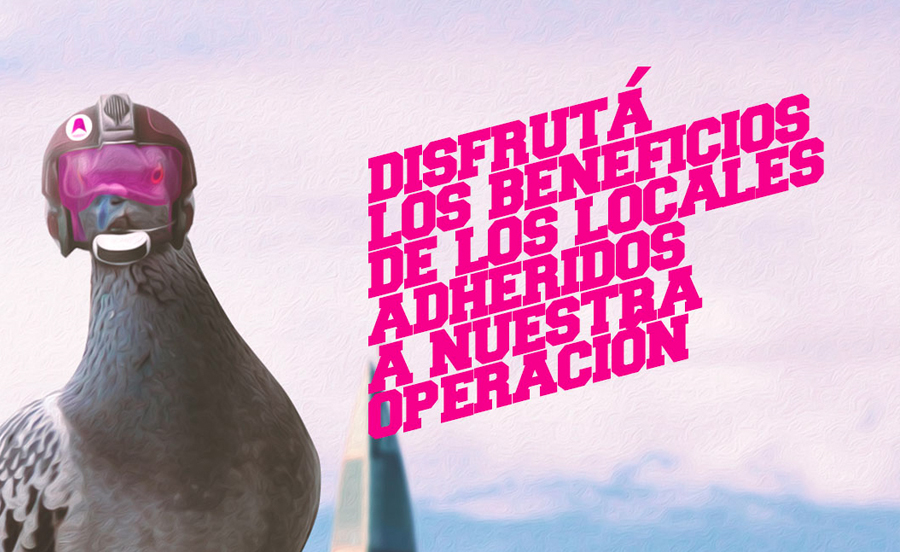 DISFRUTÁ
LOS BENEFICIOS
DE LOS LOCALES
ADHERIDOS
A NUESTRA
OPERACIÓN